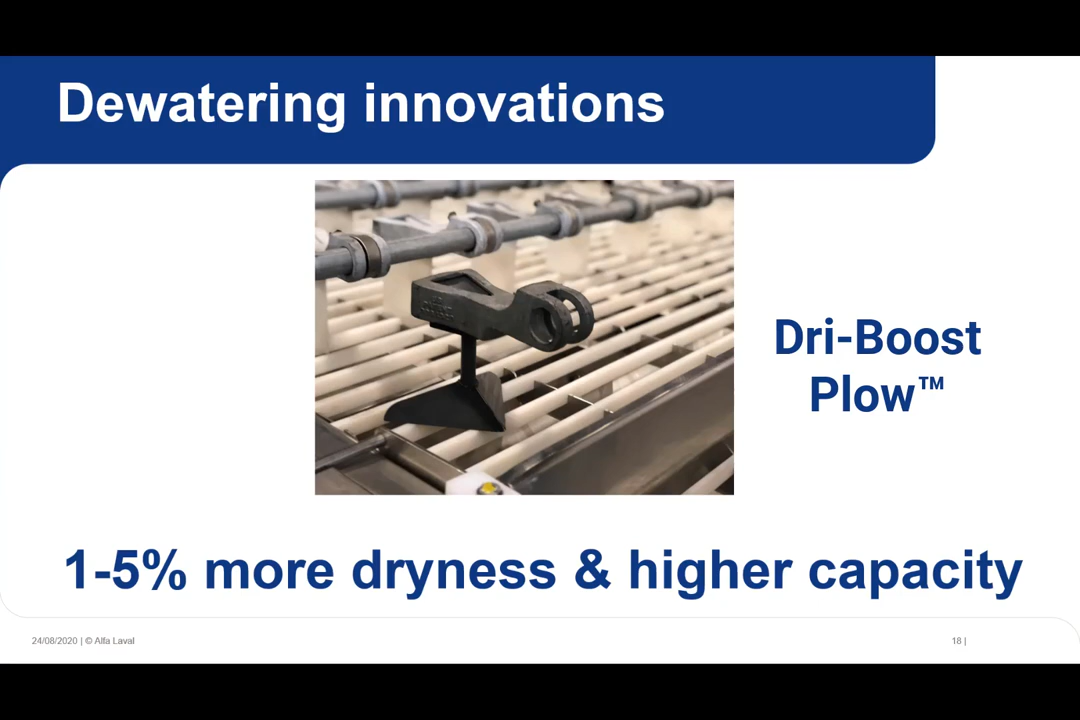 Dewatering innovations
Dri-Boost
Plow™
1-5% more dryness & higher capacity
24/08/2020 | © Alfa Laval
18 |